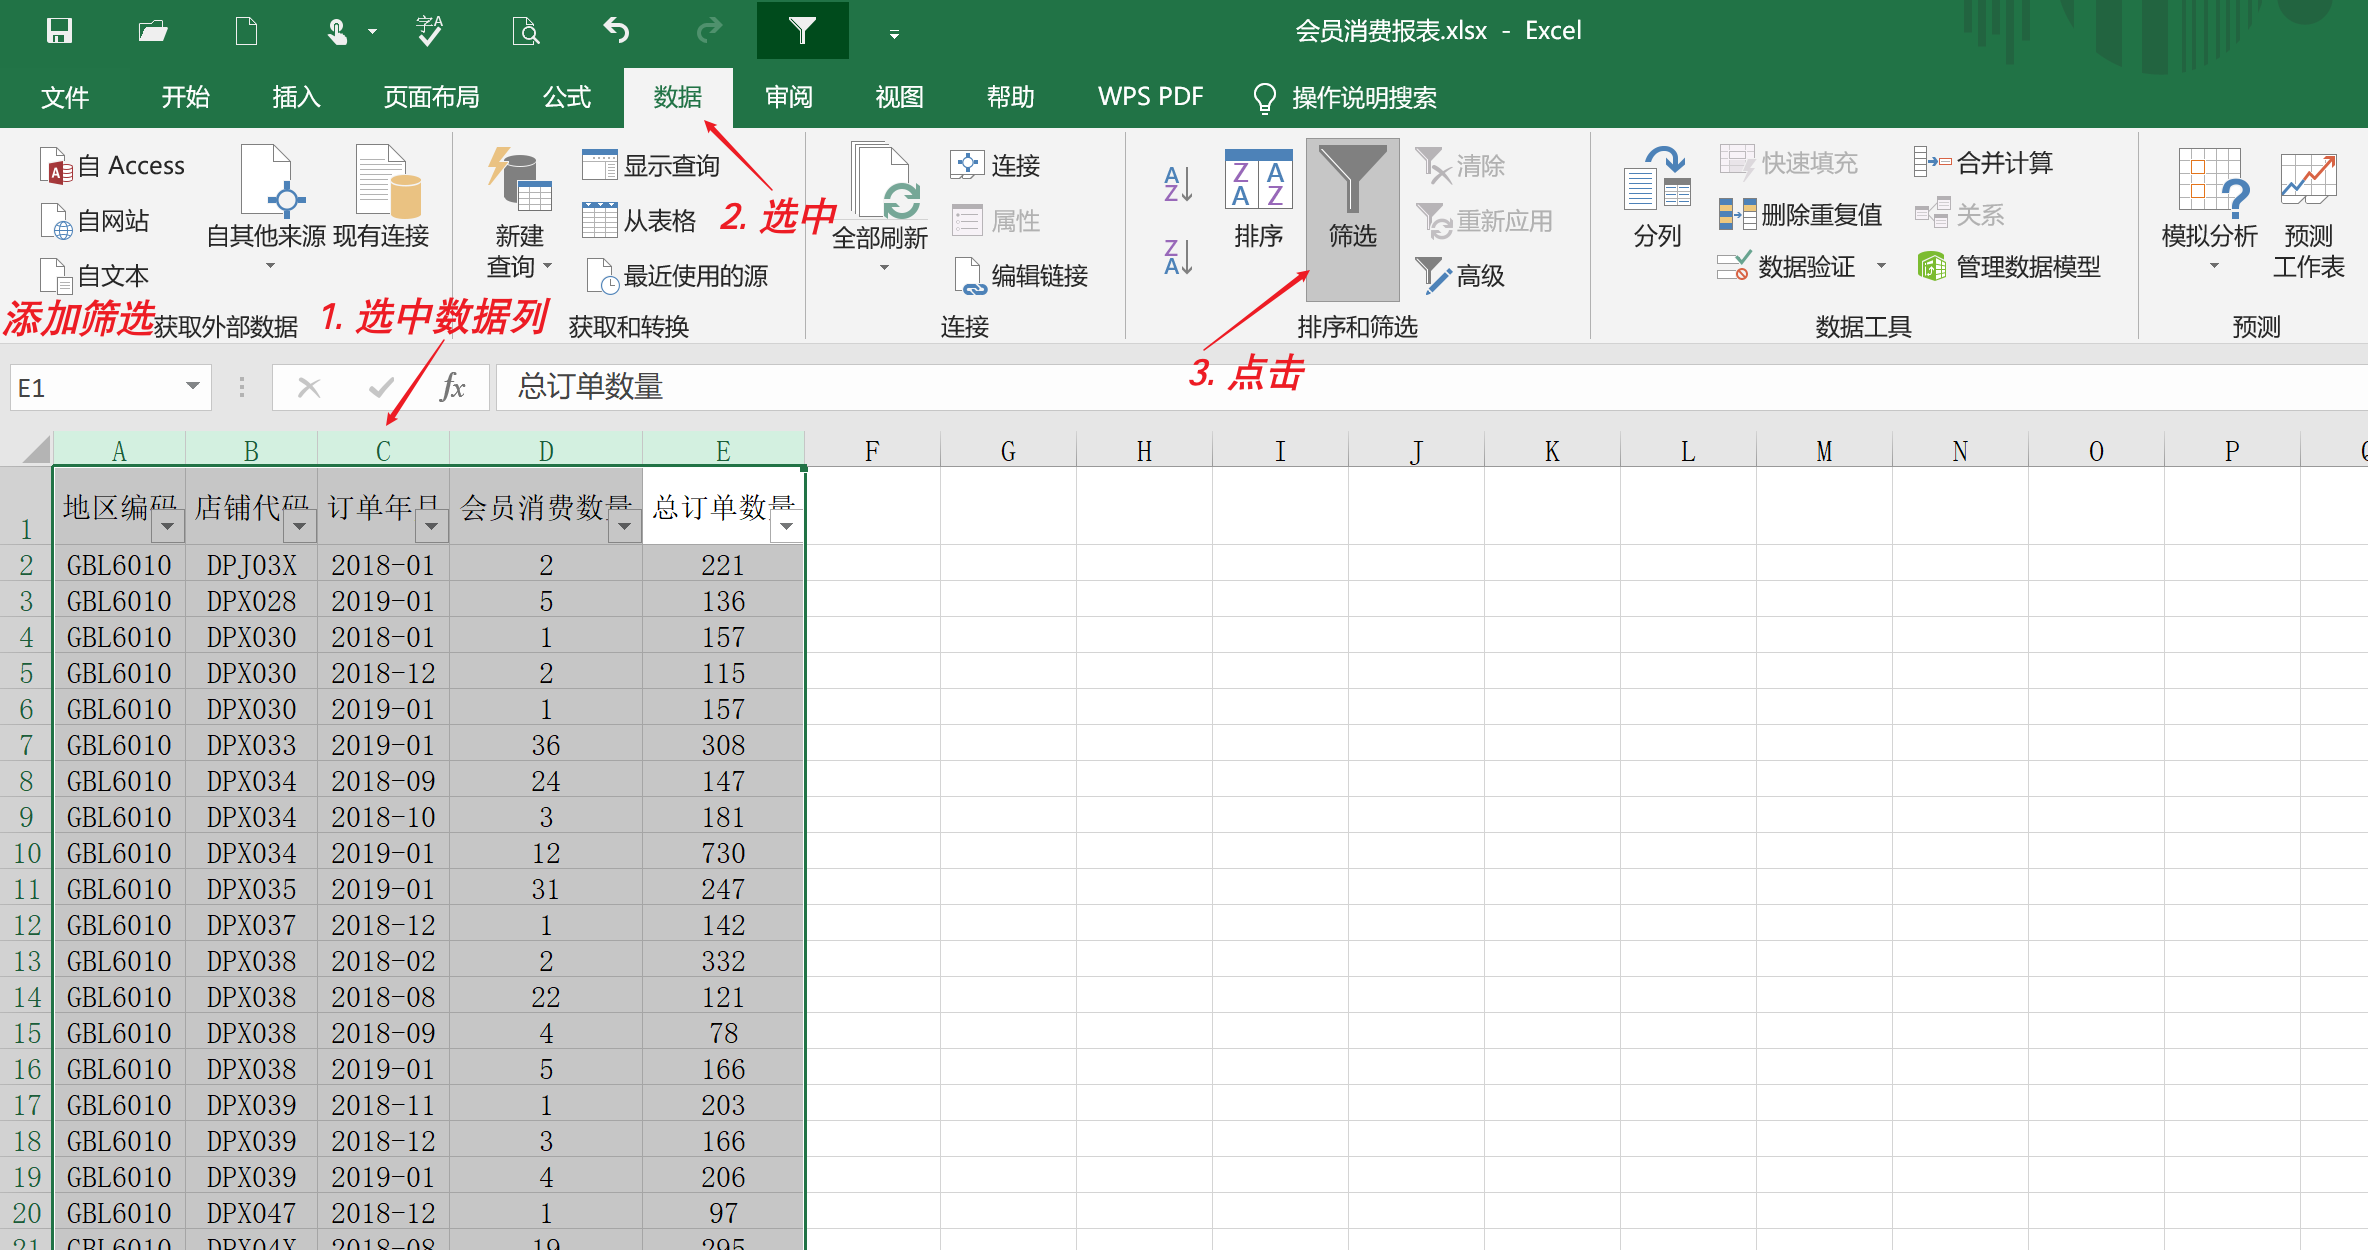 会员消费报表.xlsx - Excel
文件 开始 插入 页面布局 公式 数据 审阅 视图 帮助 WPS PDF 操作说明搜索
自 Access
自网站
自文本
自其他来源
现有连接
获取外部数据
新建
查询
显示查询
从表格
最近使用的源
获取和转换
全部刷新
连接
属性
编辑链接
连接
排序
筛选
清除
重新应用
高级
排序和筛选
分列
快速填充
删除重复值
数据验证
合并计算
关系
管理数据模型
数据工具
模拟分析
预测
工作表
预测
添加筛选
1. 选中数据列
2. 选中
3. 点击
E1 fx 总订单数量
A B C D E F G H I J K L M N O P
1 地区编码 店铺代码 订单年月 会员消费数量 总订单数量
2 GBL6010 DPJ03X 2018-01 2 221
3 GBL6010 DPX028 2019-01 5 136
4 GBL6010 DPX030 2018-01 1 157
5 GBL6010 DPX030 2018-12 2 115
6 GBL6010 DPX030 2019-01 1 157
7 GBL6010 DPX033 2019-01 36 308
8 GBL6010 DPX034 2018-09 24 147
9 GBL6010 DPX034 2018-10 3 181
10 GBL6010 DPX034 2019-01 12 730
11 GBL6010 DPX035 2019-01 31 247
12 GBL6010 DPX037 2018-12 1 142
13 GBL6010 DPX038 2018-02 2 332
14 GBL6010 DPX038 2018-08 22 121
15 GBL6010 DPX038 2018-09 4 78
16 GBL6010 DPX038 2019-01 5 166
17 GBL6010 DPX039 2018-11 1 203
18 GBL6010 DPX039 2018-12 3 166
19 GBL6010 DPX039 2019-01 4 206
20 GBL6010 DPX047 2018-12 1 97
21 GBL6010 DPX04X 2018-08 19 295